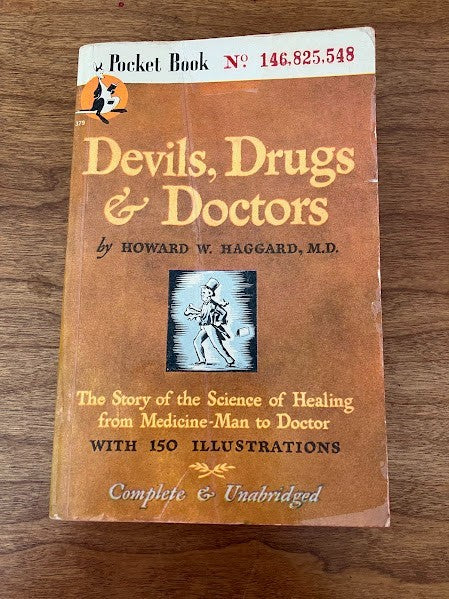 A Pocket Book Nº 146,825,548
379
Devils, Drugs
& Doctors
by HOWARD W. HAGGARD, M.D.
The Story of the Science of Healing
from Medicine-Man to Doctor
WITH 150 ILLUSTRATIONS
Complete & Unabridged